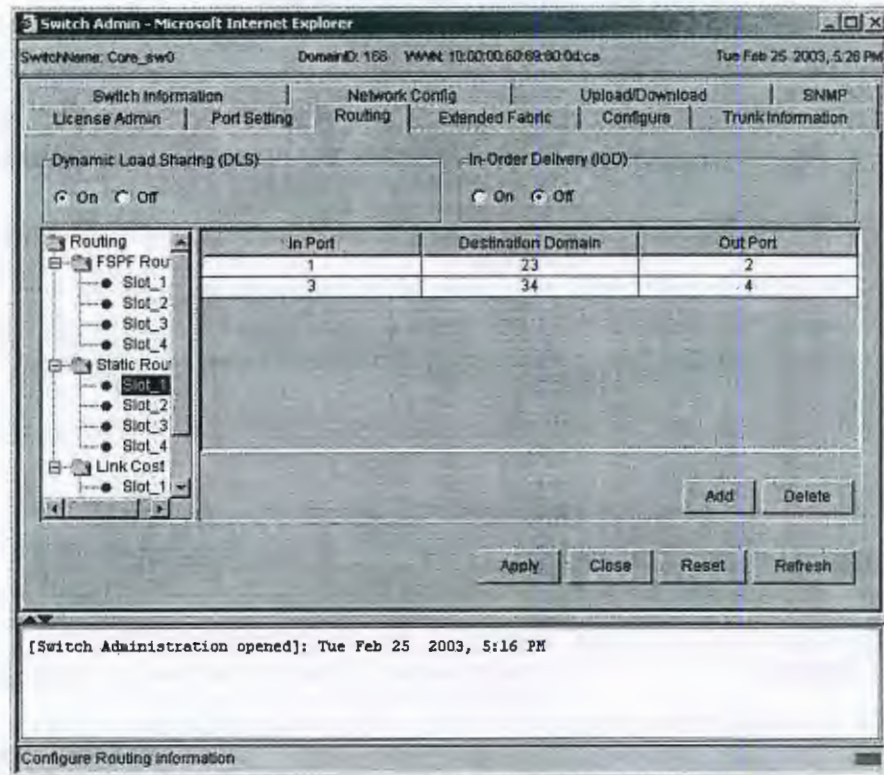 Switch Admin - Microsoft Internet Explorer
SwitchName: Core_sw0 DomainID: 166 WWN: 10:00:00:60:69:80:0d:ca Tue Feb 25 2003, 5:26 PM
Switch Information Network Config Upload/Download SNMP
License Admin Port Setting Routing Extended Fabric Configure Trunk Information
Dynamic Load Sharing (DLS) In-Order Delivery (IOD)
On Off On Off
Routing
FSPF Rou
Slot_1
Slot_2
Slot_3
Slot_4
Static Rou
Slot_1
Slot_2
Slot_3
Slot_4
Link Cost
Slot_1
In Port Destination Domain Out Port
1 23 2
3 34 4
Add Delete
Apply Close Reset Refresh
[Switch Administration opened]: Tue Feb 25 2003, 5:16 PM
Configure Routing information